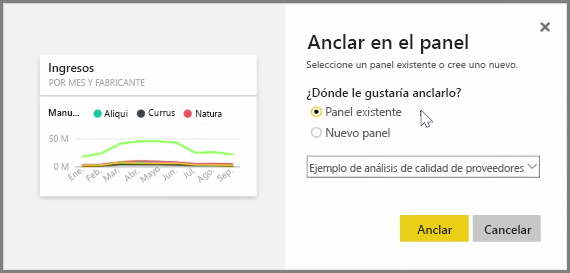 Ingresos
POR MES Y FABRICANTE
Manu... Aliqui Currus Natura
50 M
0 M
Ene. Feb. Mar. Abr. Mayo Jun. Jul. Ago. Sep.
Anclar en el panel
Seleccione un panel existente o cree uno nuevo.
¿Dónde le gustaría anclarlo?
Panel existente
Nuevo panel
Ejemplo de análisis de calidad de proveedores
Anclar Cancelar